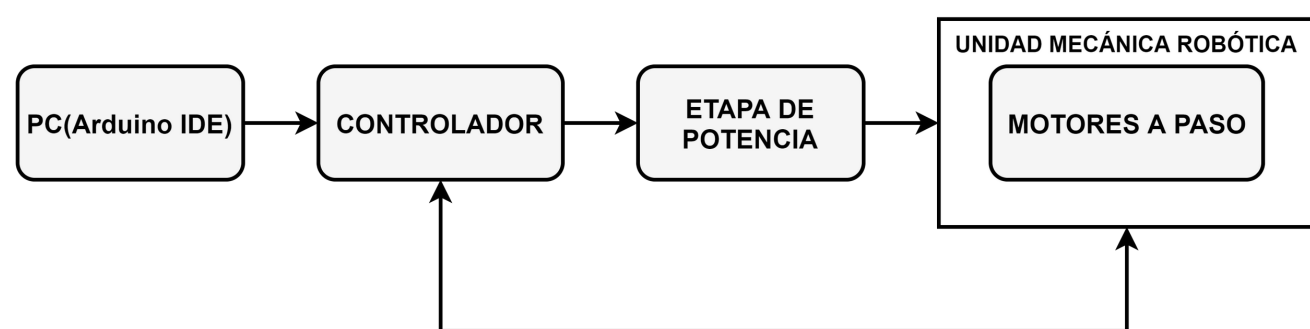 UNIDAD MECÁNICA ROBÓTICA
PC(Arduino IDE)
CONTROLADOR
ETAPA DE
POTENCIA
MOTORES A PASO